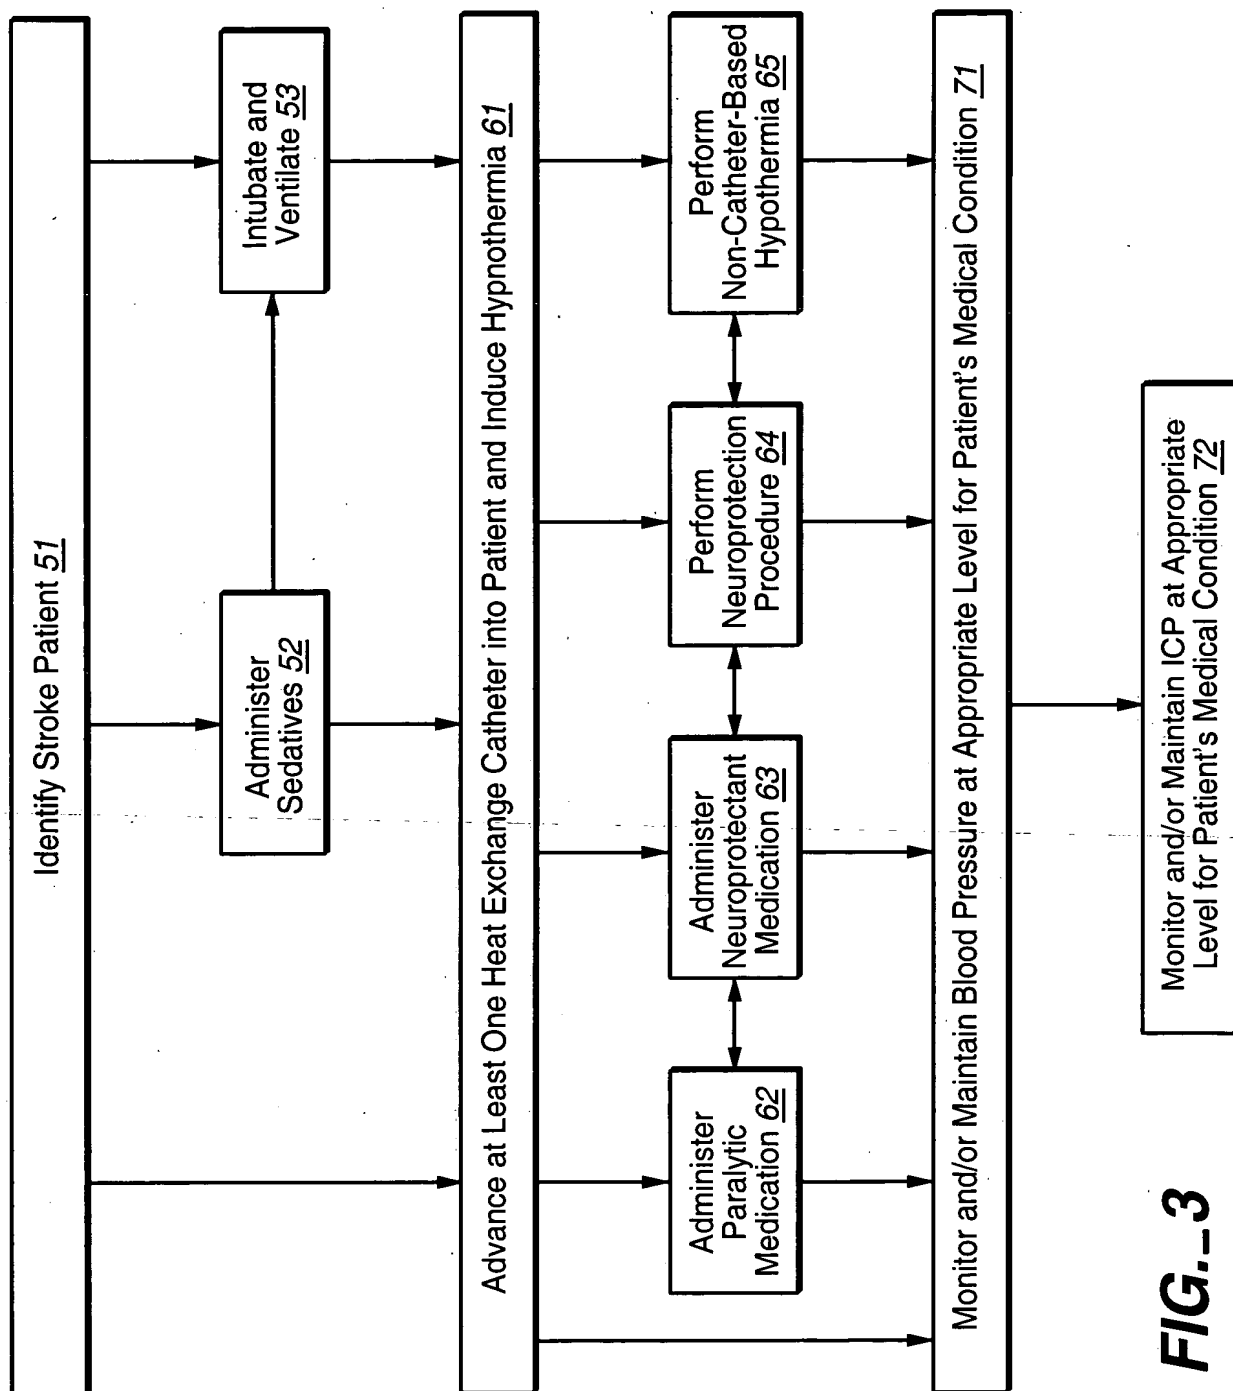 Identify Stroke Patient 51
Administer
Sedatives 52
Intubate and
Ventilate 53
Advance at Least One Heat Exchange Catheter into Patient and Induce Hypnothermia 61
Administer
Paralytic
Medication 62
Administer
Neuroprotectant
Medication 63
Perform
Neuroprotection
Procedure 64
Perform
Non-Catheter-Based
Hypothermia 65
Monitor and/or Maintain Blood Pressure at Appropriate Level for Patient's Medical Condition 71
Monitor and/or Maintain ICP at Appropriate
Level for Patient's Medical Condition 72
FIG._3